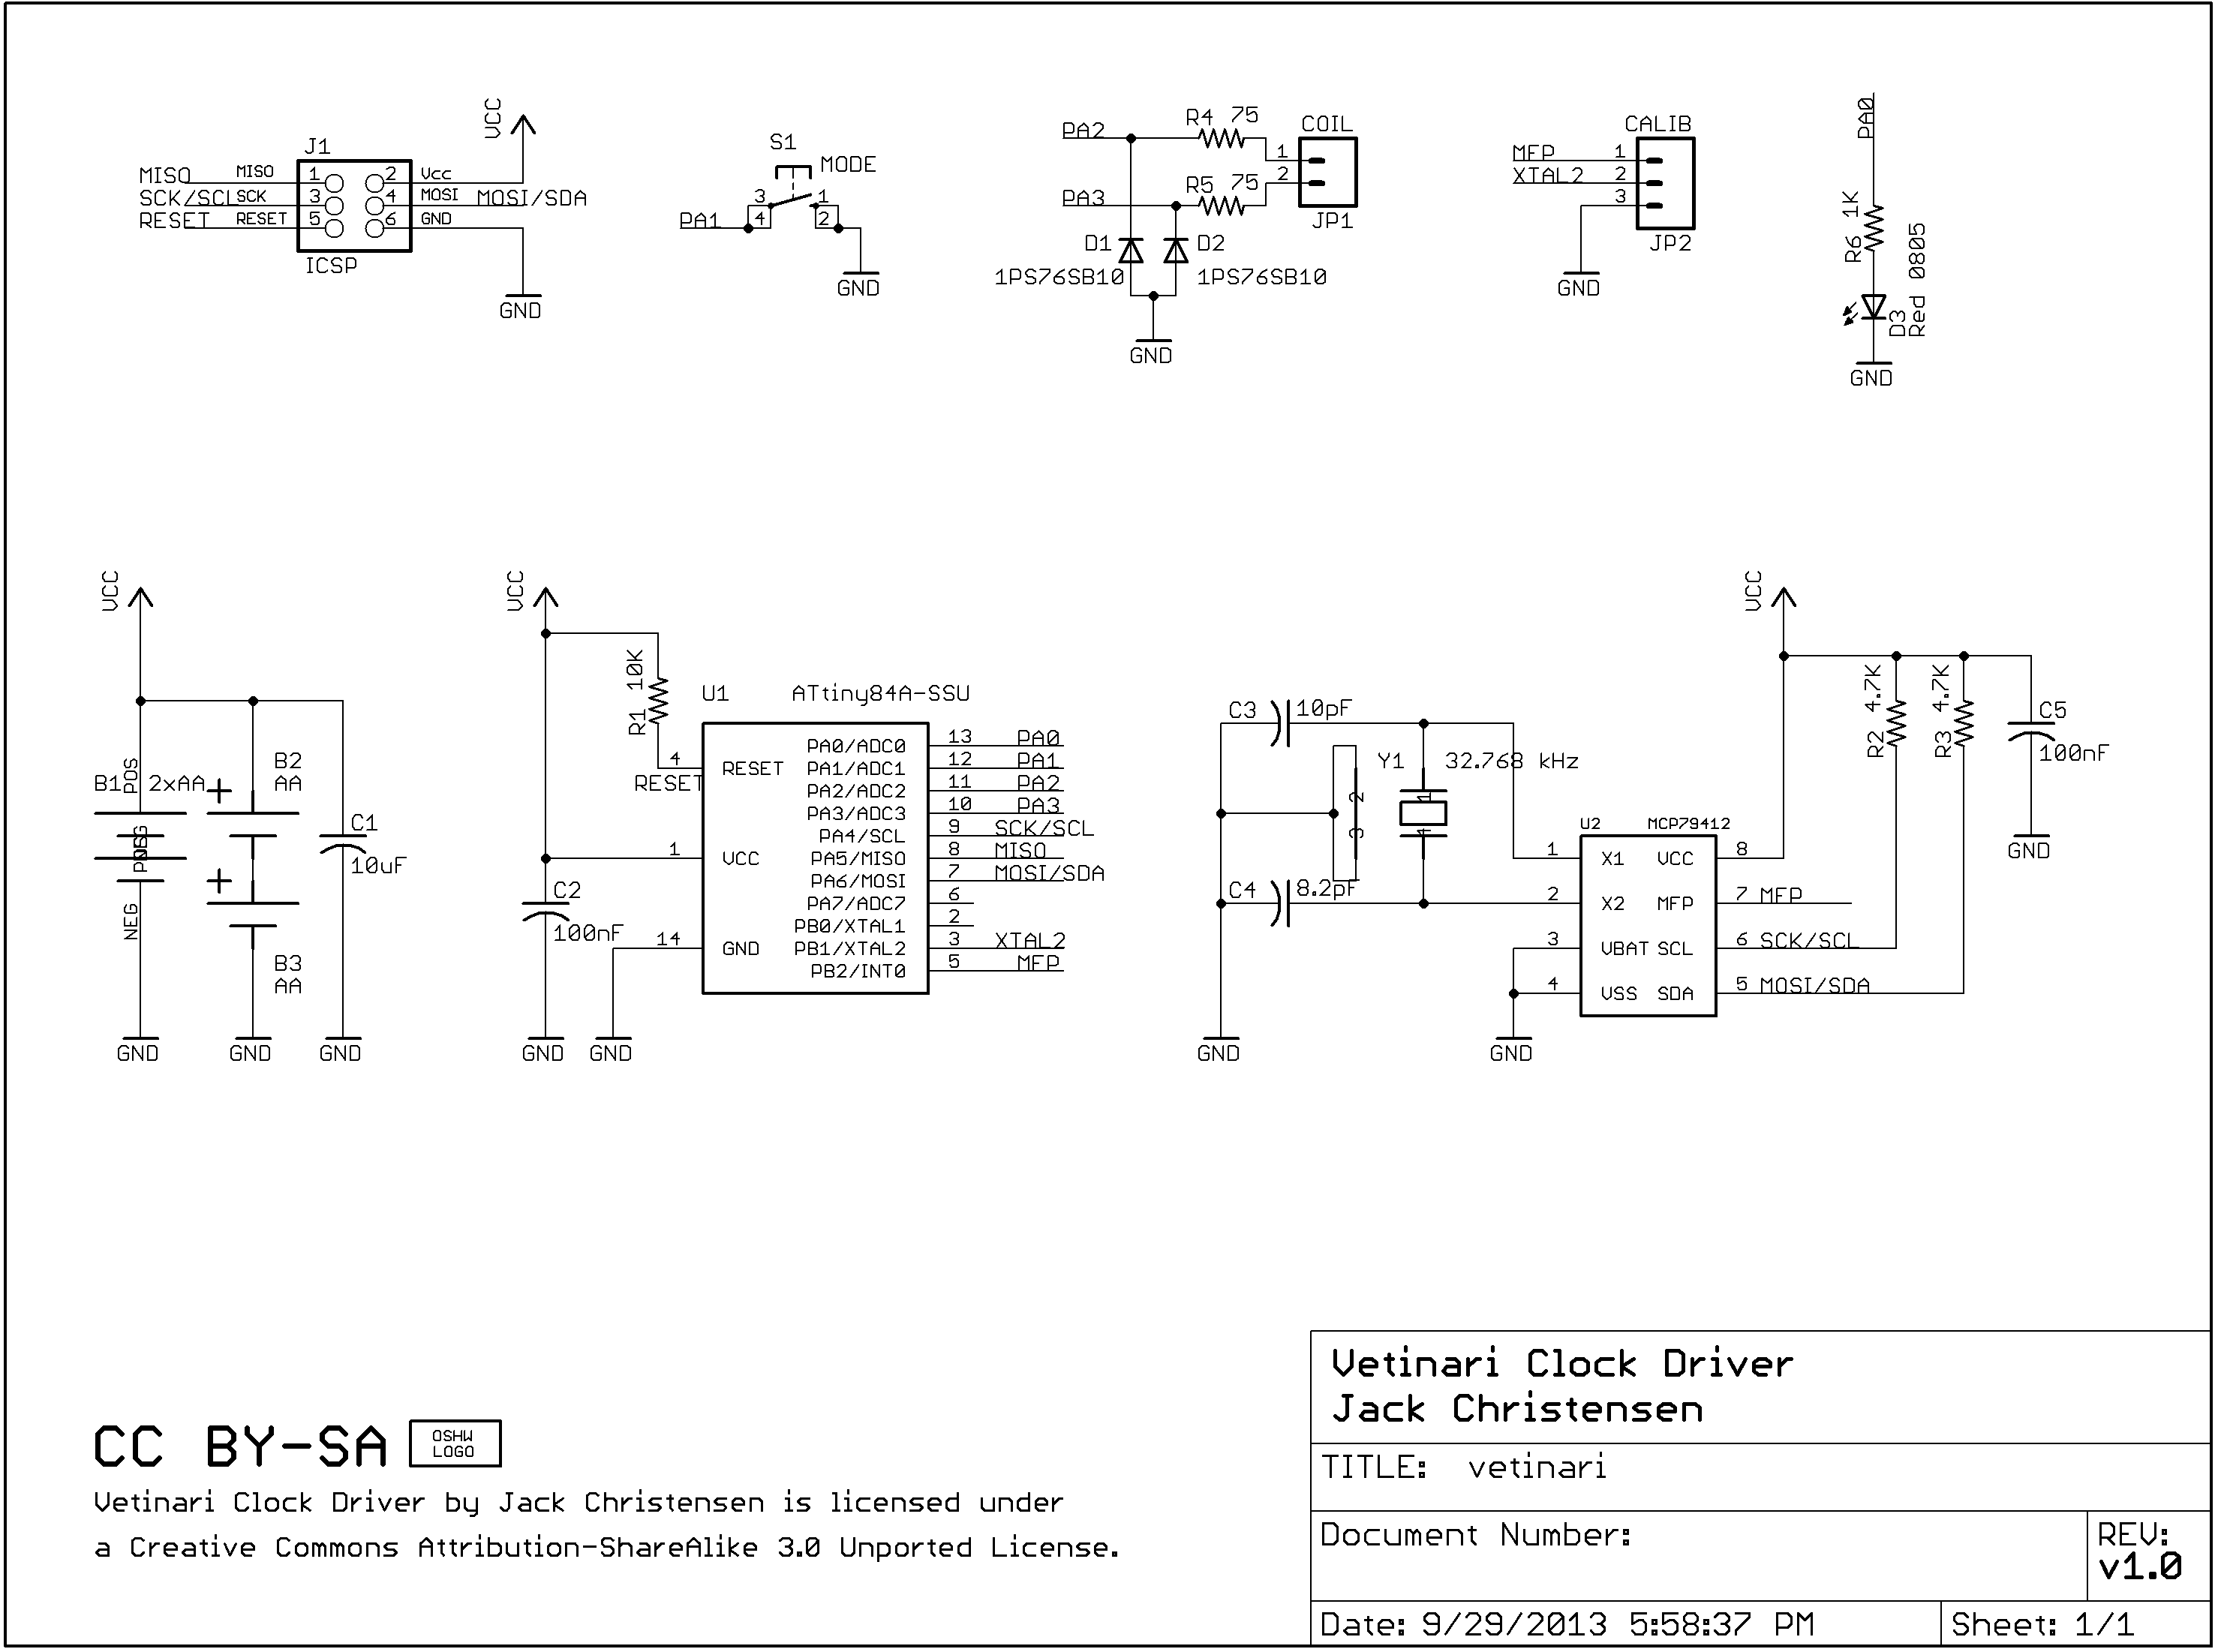 VCC
J1
MISO MISO 1 2 Vcc
SCK/SCL SCK 3 4 MOSI MOSI/SDA
RESET RESET 5 6 GND
ICSP
GND
S1
MODE
3 1
PA1 4 2
GND
PA2 R4 75 COIL
1
2
PA3 R5 75
JP1
D1 D2
1PS76SB10 1PS76SB10
GND
CALIB
MFP 1
XTAL2 2
3
JP2
GND
PA0
R6 1K
D3
Red 0805
GND
VCC
B1 POS 2xAA
B2
AA
NEG
B3
AA
C1
10uF
GND GND GND
VCC
R1 10K
U1 ATtiny84A-SSU
4 RESET
RESET
1 VCC
14 GND
PA0/ADC0 13 PA0
PA1/ADC1 12 PA1
PA2/ADC2 11 PA2
PA3/ADC3 10 PA3
PA4/SCL 9 SCK/SCL
PA5/MISO 8 MISO
PA6/MOSI 7 MOSI/SDA
PA7/ADC7 6
PB0/XTAL1 2
PB1/XTAL2 3 XTAL2
PB2/INT0 5 MFP
C2
100nF
GND GND
C3 10pF
Y1 32.768 kHz
2
3
1
4
C4 8.2pF
GND
VCC
R2 4.7K
R3 4.7K
C5
100nF
GND
U2 MCP79412
1 X1 VCC 8
2 X2 MFP 7 MFP
3 VBAT SCL 6 SCK/SCL
4 VSS SDA 5 MOSI/SDA
GND
CC BY-SA
OSHW
LOGO
Vetinari Clock Driver by Jack Christensen is licensed under
a Creative Commons Attribution-ShareAlike 3.0 Unported License.
Vetinari Clock Driver
Jack Christensen
TITLE: vetinari
Document Number:
REV:
v1.0
Date: 9/29/2013 5:58:37 PM
Sheet: 1/1